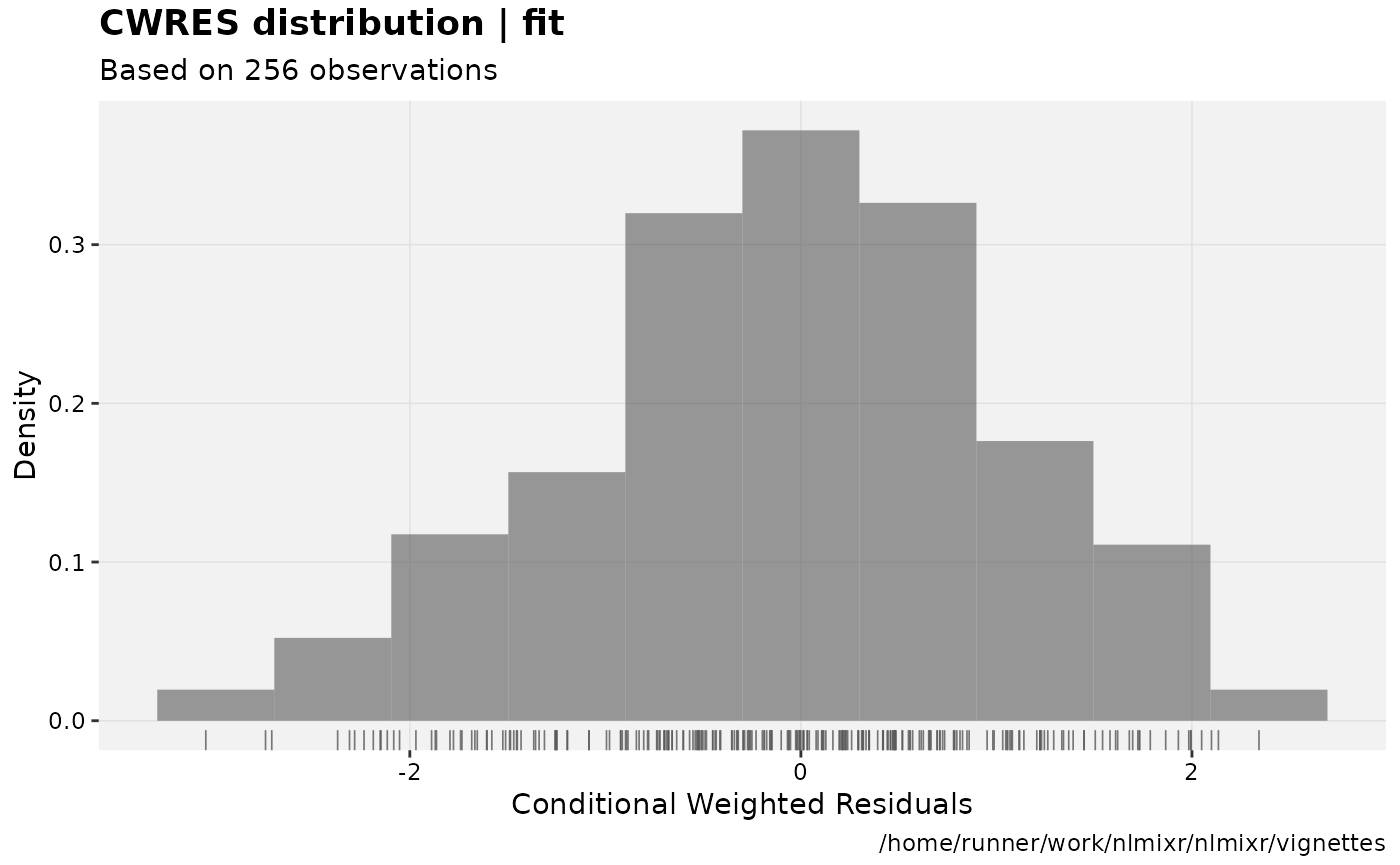 CWRES distribution | fit
Based on 256 observations
0.3
0.2
0.1
0.0
Density
-2
0
2
Conditional Weighted Residuals
/home/runner/work/nlmixr/nlmixr/vignettes